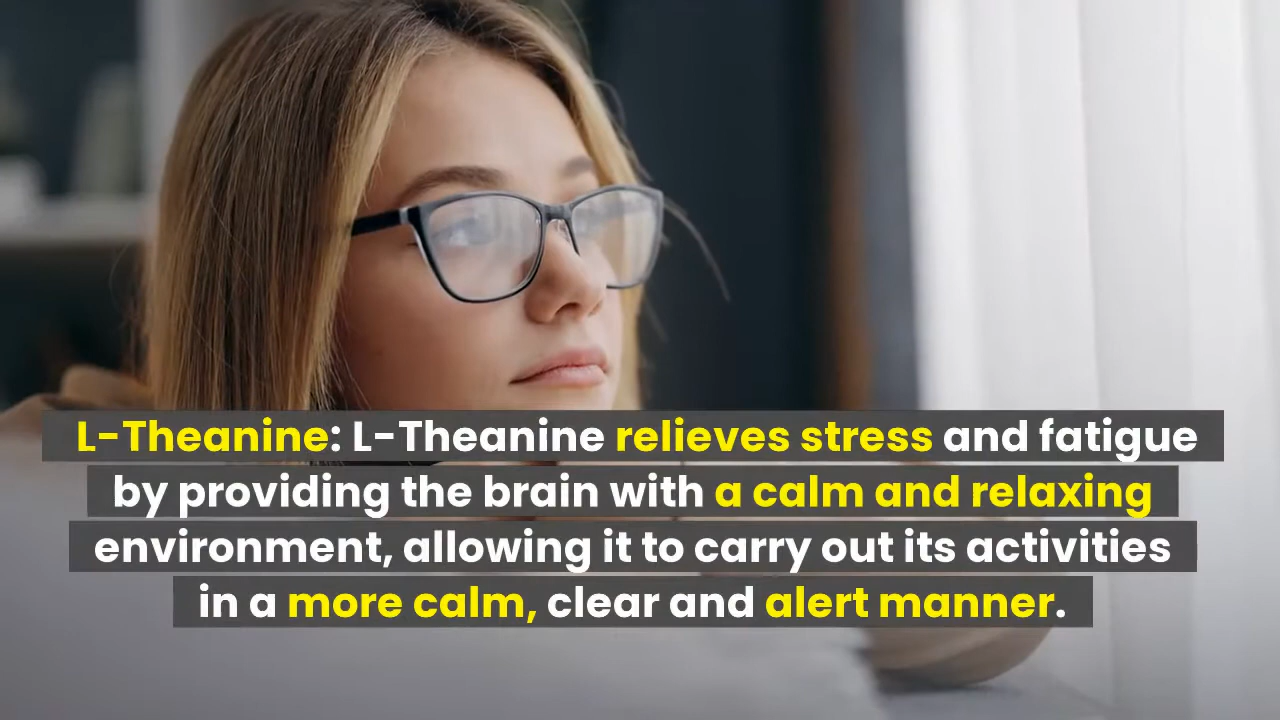 L-Theanine: L-Theanine relieves stress and fatigue
by providing the brain with a calm and relaxing
environment, allowing it to carry out its activities
in a more calm, clear and alert manner.